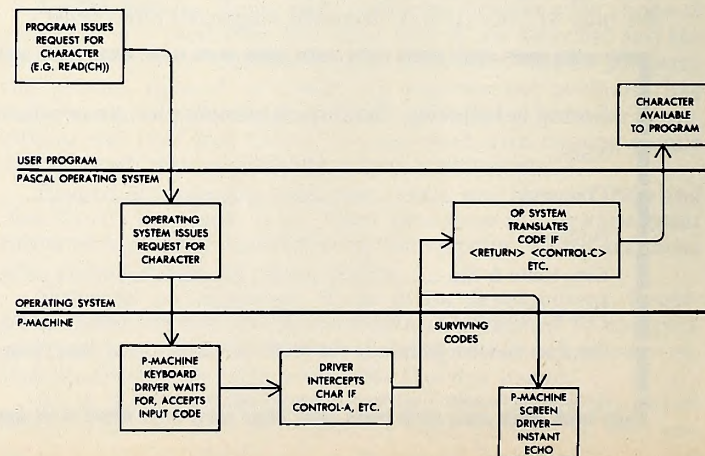 PROGRAM ISSUES
REQUEST FOR
CHARACTER
(E.G. READ(CH))
CHARACTER
AVAILABLE
TO PROGRAM
USER PROGRAM
PASCAL OPERATING SYSTEM
OPERATING
SYSTEM ISSUES
REQUEST FOR
CHARACTER
OP SYSTEM
TRANSLATES
CODE IF
<RETURN> <CONTROL-C>
ETC.
OPERATING SYSTEM
P-MACHINE
SURVIVING
CODES
P-MACHINE
KEYBOARD
DRIVER WAITS
FOR, ACCEPTS
INPUT CODE
DRIVER
INTERCEPTS
CHAR IF
CONTROL-A, ETC.
P-MACHINE
SCREEN
DRIVER—
INSTANT
ECHO